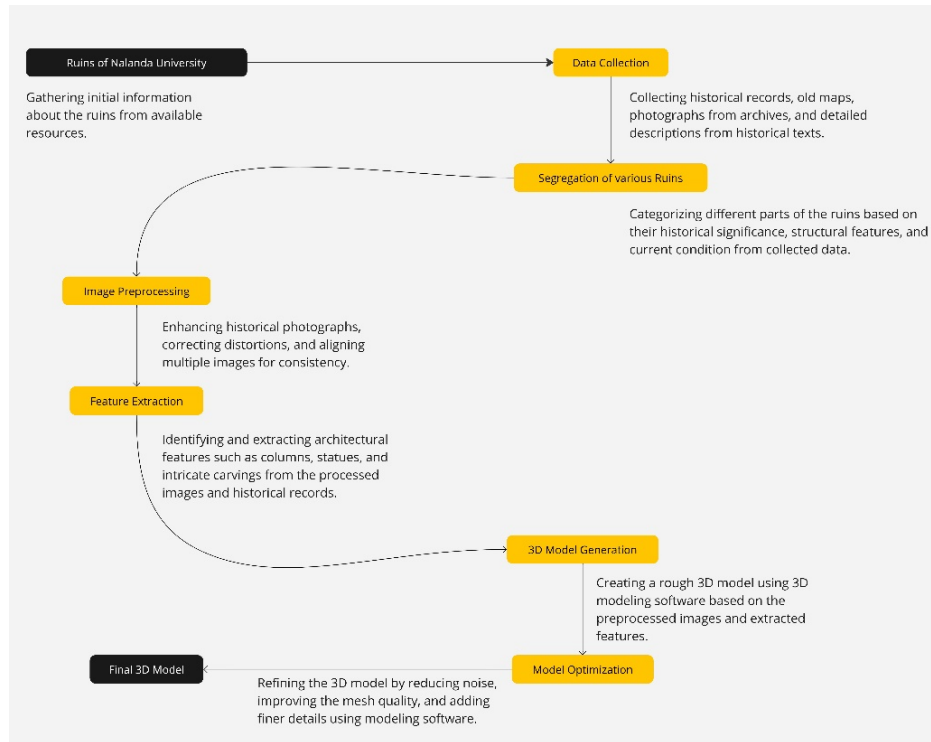 Ruins of Nalanda University
Data Collection
Gathering initial information
about the ruins from available
resources.
Collecting historical records, old maps,
photographs from archives, and detailed
descriptions from historical texts.
Segregation of various Ruins
Categorizing different parts of the ruins based on
their historical significance, structural features, and
current condition from collected data.
Image Preprocessing
Enhancing historical photographs,
correcting distortions, and aligning
multiple images for consistency.
Feature Extraction
Identifying and extracting architectural
features such as columns, statues, and
intricate carvings from the processed
images and historical records.
3D Model Generation
Creating a rough 3D model using 3D
modeling software based on the
preprocessed images and extracted
features.
Model Optimization
Final 3D Model
Refining the 3D model by reducing noise,
improving the mesh quality, and adding
finer details using modeling software.